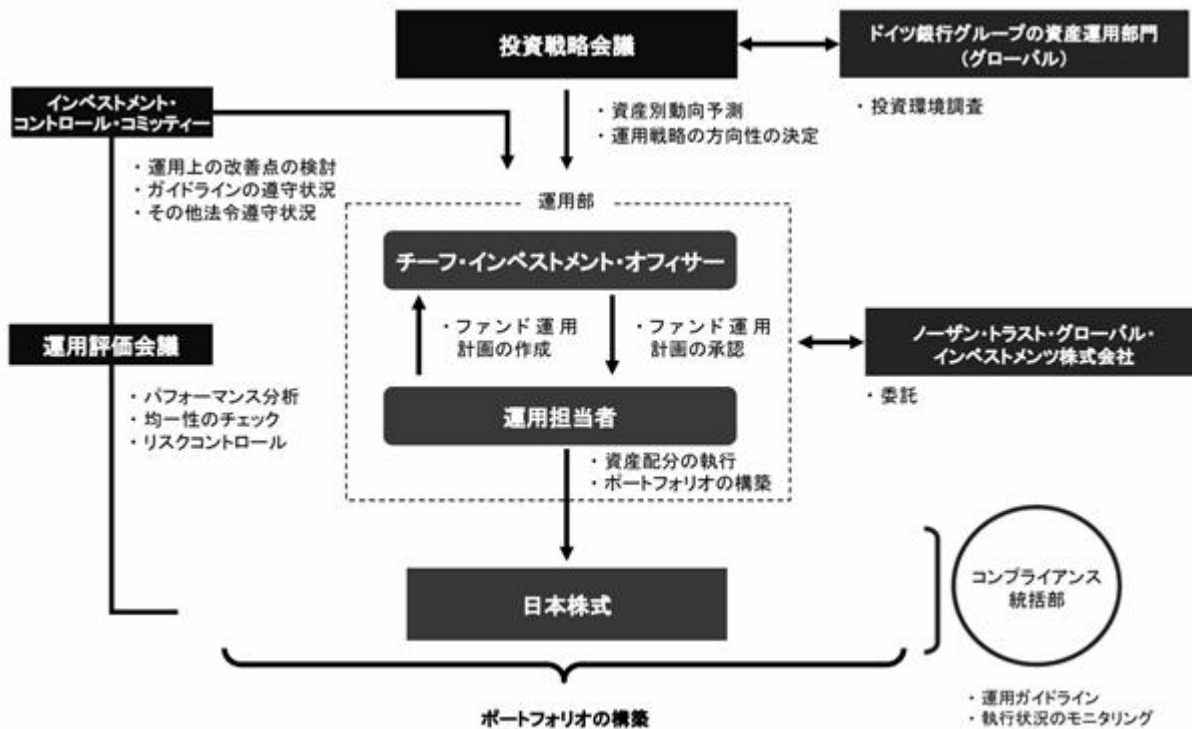 投資戦略会議
ドイツ銀行グループの資産運用部門
(グローバル)
・投資環境調査
インベストメント・
コントロール・コミッティー
・資産別動向予測
・運用戦略の方向性の決定
・運用上の改善点の検討
・ガイドラインの遵守状況
・その他法令遵守状況
運用部
チーフ・インベストメント・オフィサー
・ファンド運用
計画の作成
・ファンド運用
計画の承認
運用評価会議
ノーザン・トラスト・グローバル・
インベストメンツ株式会社
・委託
・パフォーマンス分析
・均一性のチェック
・リスクコントロール
運用担当者
・資産配分の執行
・ポートフォリオの構築
日本株式
コンプライアンス
統括部
ポートフォリオの構築
・運用ガイドライン
・執行状況のモニタリング